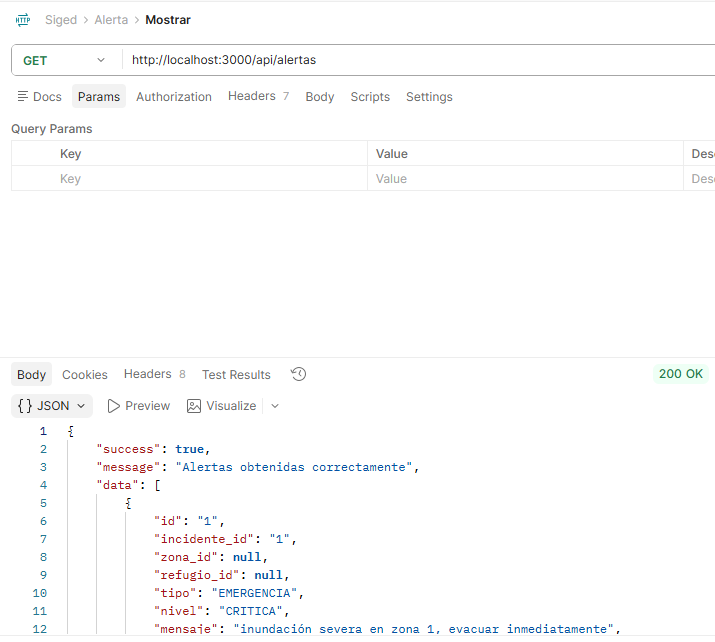 HTTP Siged > Alerta > Mostrar
GET http://localhost:3000/api/alertas
Docs Params Authorization Headers 7 Body Scripts Settings
Query Params
Key Value Desc
Key Value Desc
Body Cookies Headers 8 Test Results 200 OK
{} JSON Preview Visualize
1 {
2 "success": true,
3 "message": "Alertas obtenidas correctamente",
4 "data": [
5 {
6 "id": "1",
7 "incidente_id": "1",
8 "zona_id": null,
9 "refugio_id": null,
10 "tipo": "EMERGENCIA",
11 "nivel": "CRITICA",
12 "mensaje": "inundación severa en zona 1, evacuar inmediatamente",